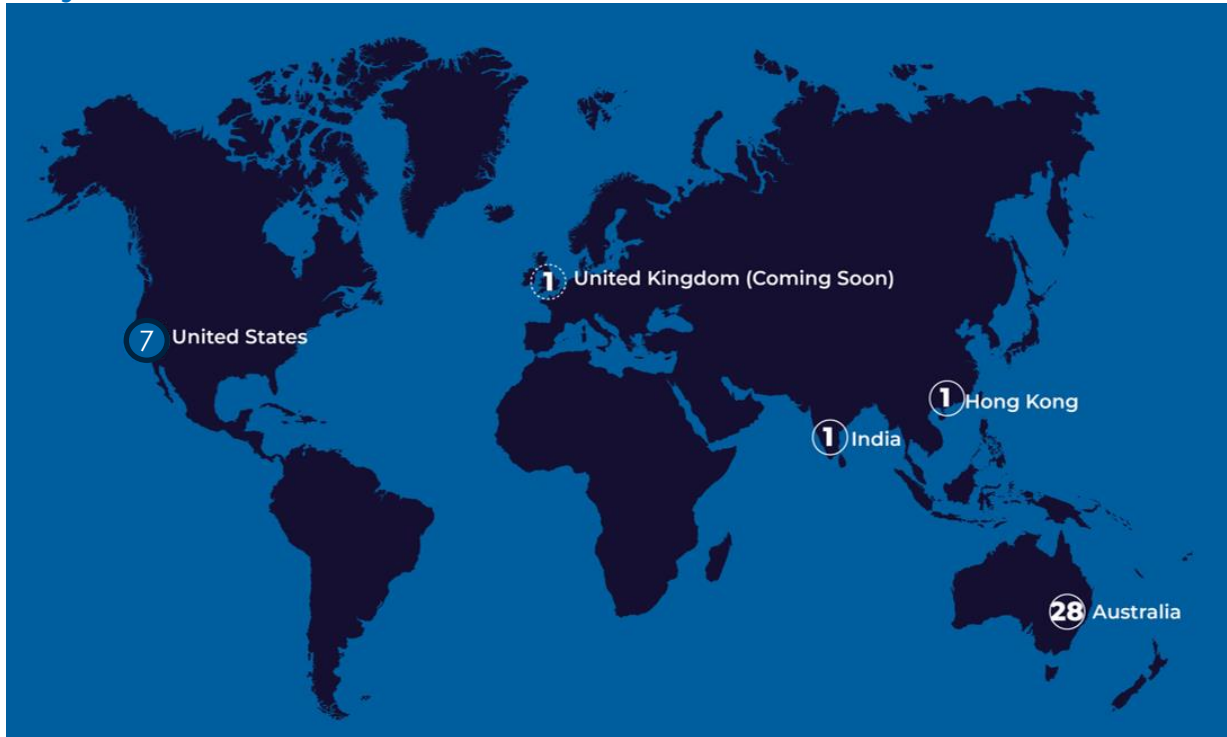 1 United Kingdom (Coming Soon)
7 United States
1 Hong Kong
1 India
28 Australia